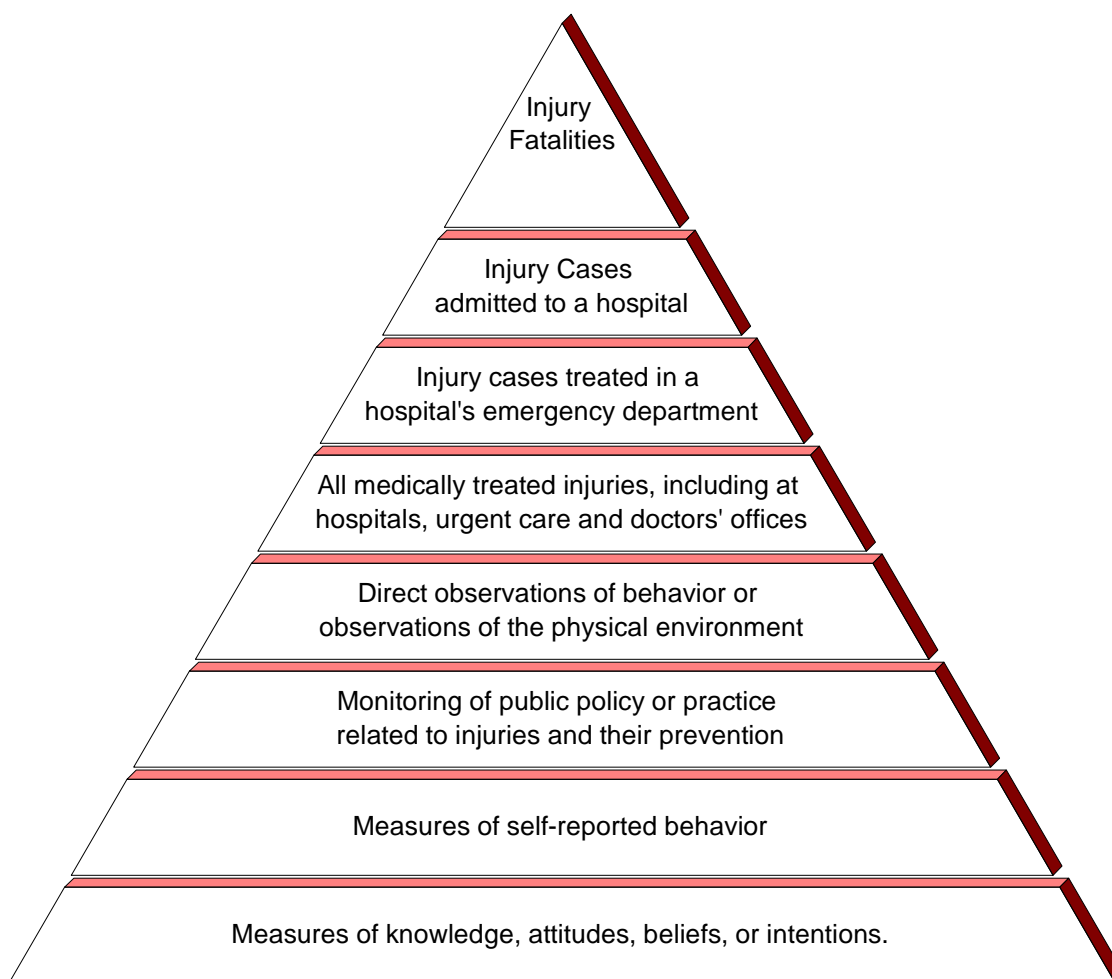 Injury
Fatalities
Injury Cases
admitted to a hospital
Injury cases treated in a
hospital's emergency department
All medically treated injuries, including at
hospitals, urgent care and doctors' offices
Direct observations of behavior or
observations of the physical environment
Monitoring of public policy or practice
related to injuries and their prevention
Measures of self-reported behavior
Measures of knowledge, attitudes, beliefs, or intentions.